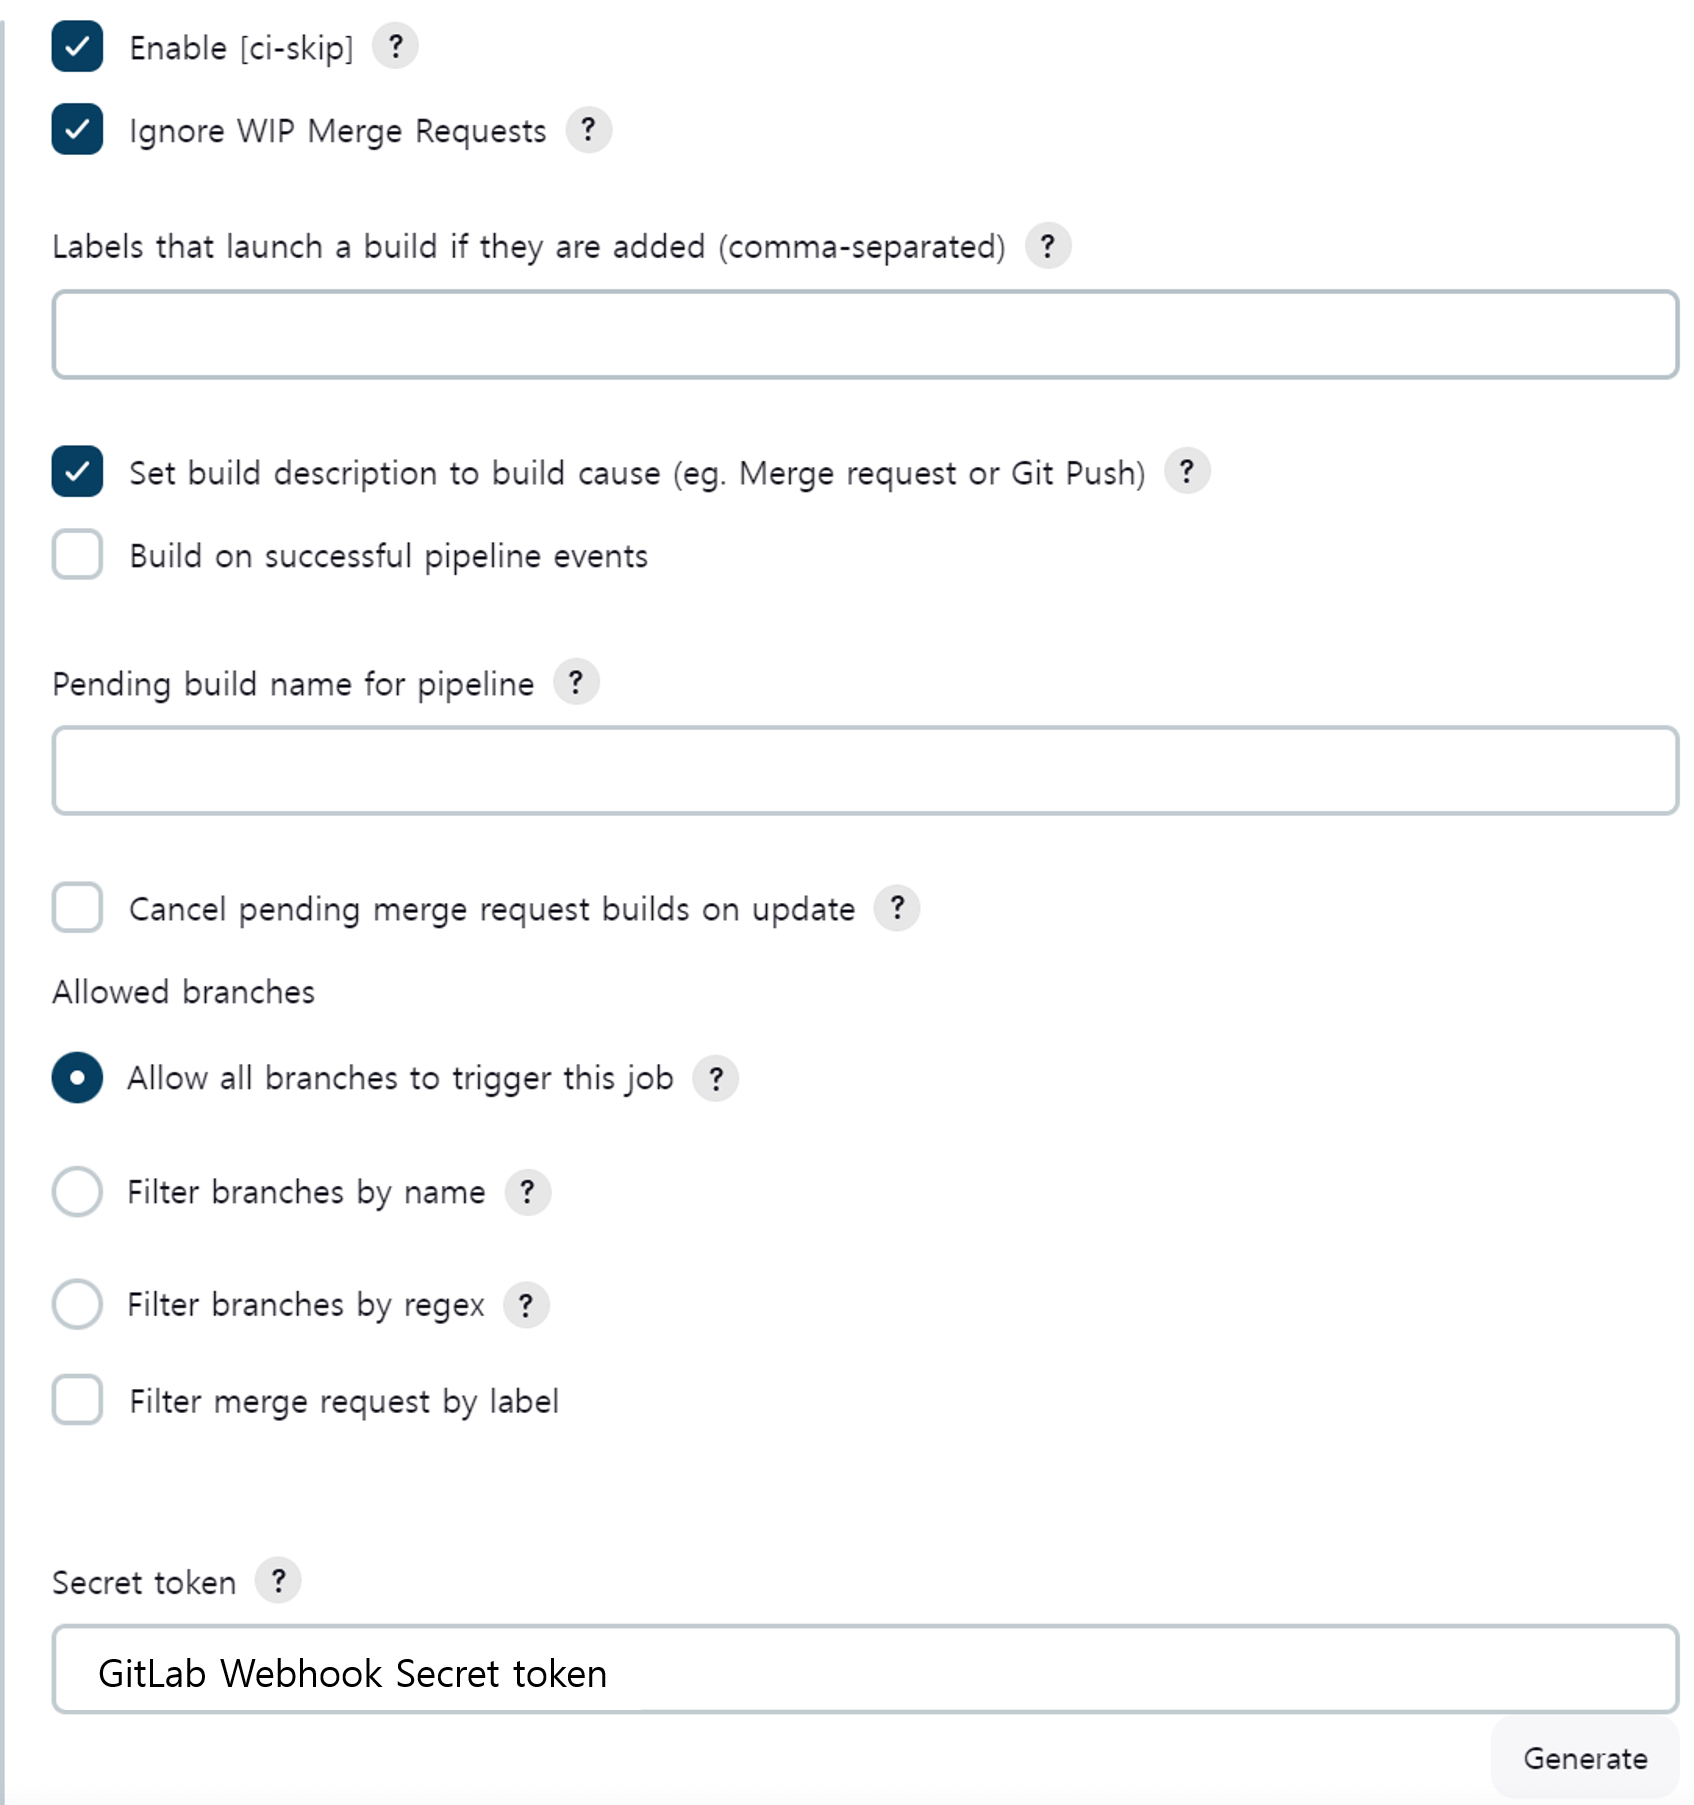 Enable [ci-skip] ?
Ignore WIP Merge Requests ?
Labels that launch a build if they are added (comma-separated) ?
Set build description to build cause (eg. Merge request or Git Push) ?
Build on successful pipeline events
Pending build name for pipeline ?
Cancel pending merge request builds on update ?
Allowed branches
Allow all branches to trigger this job ?
Filter branches by name ?
Filter branches by regex ?
Filter merge request by label
Secret token ?
GitLab Webhook Secret token
Generate